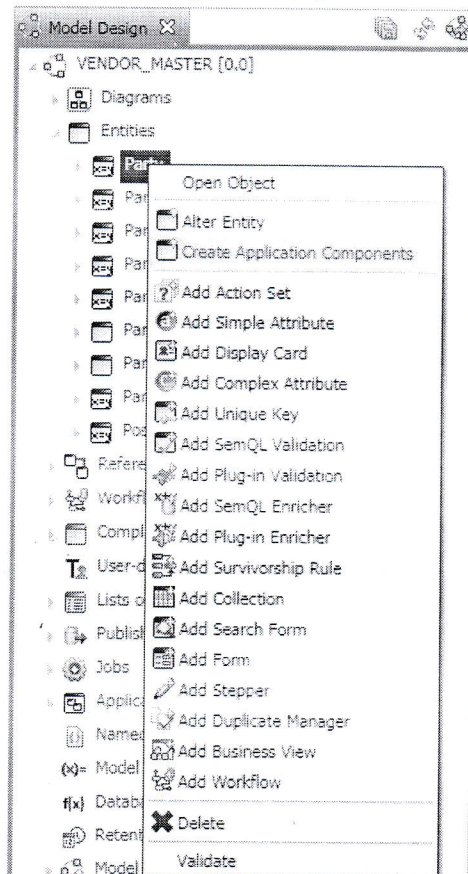 Model Design
VENDOR_MASTER [0.0]
Diagrams
Entities
Party
Open Object
Par
Alter Entity
Par
Create Application Components
Par
Par
Add Action Set
Par
Add Simple Attribute
Par
Add Display Card
Par
Add Complex Attribute
Pos
Add Unique Key
Add SemQL Validation
Refere
Add Plug-in Validation
Workfl
Add SemQL Enricher
Compl
Add Plug-in Enricher
User-d
Add Survivorship Rule
Lists o
Add Collection
Publish
Add Search Form
Jobs
Add Form
Applica
Add Stepper
Named
Add Duplicate Manager
Add Business View
Model
Add Workflow
Databa
Delete
Retent
Validate
Model